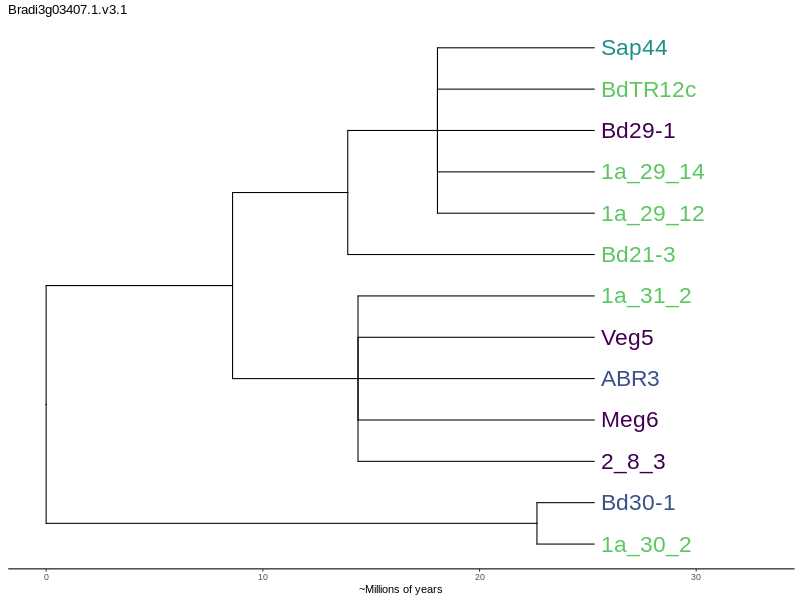 Bradi3g03407.1.v3.1
Sap44
BdTR12c
Bd29-1
1a_29_14
1a_29_12
Bd21-3
1a_31_2
Veg5
ABR3
Meg6
2_8_3
Bd30-1
1a_30_2
0 10 20 30
~Millions of years